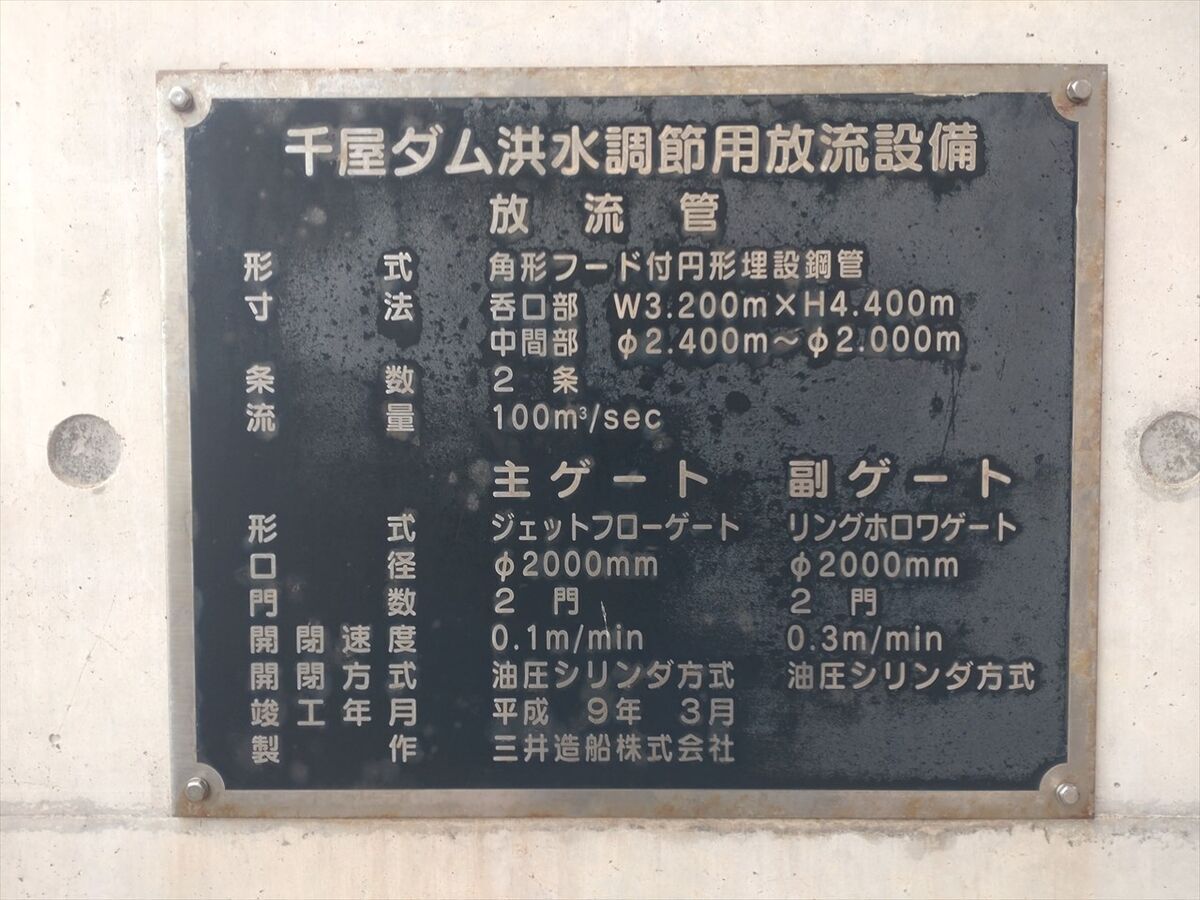 千屋ダム洪水調節用放流設備
放流管
形式 角形フード付円形埋設鋼管
寸法 呑口部 W3.200m×H4.400m
中間部 φ2.400m～φ2.000m
条数 2条
流量 100m³/sec
主ゲート 副ゲート
形式 ジェットフローゲート リングホロワゲート
口径 φ2000mm φ2000mm
門数 2門 2門
開閉速度 0.1m/min 0.3m/min
開閉方式 油圧シリンダ方式 油圧シリンダ方式
竣工年月 平成 9年 3月
製作 三井造船株式会社